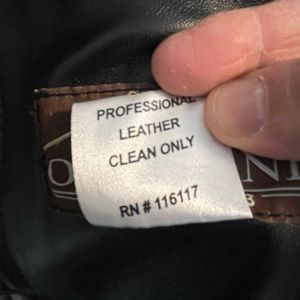 PROFESSIONAL
LEATHER
CLEAN ONLY
RN # 116117